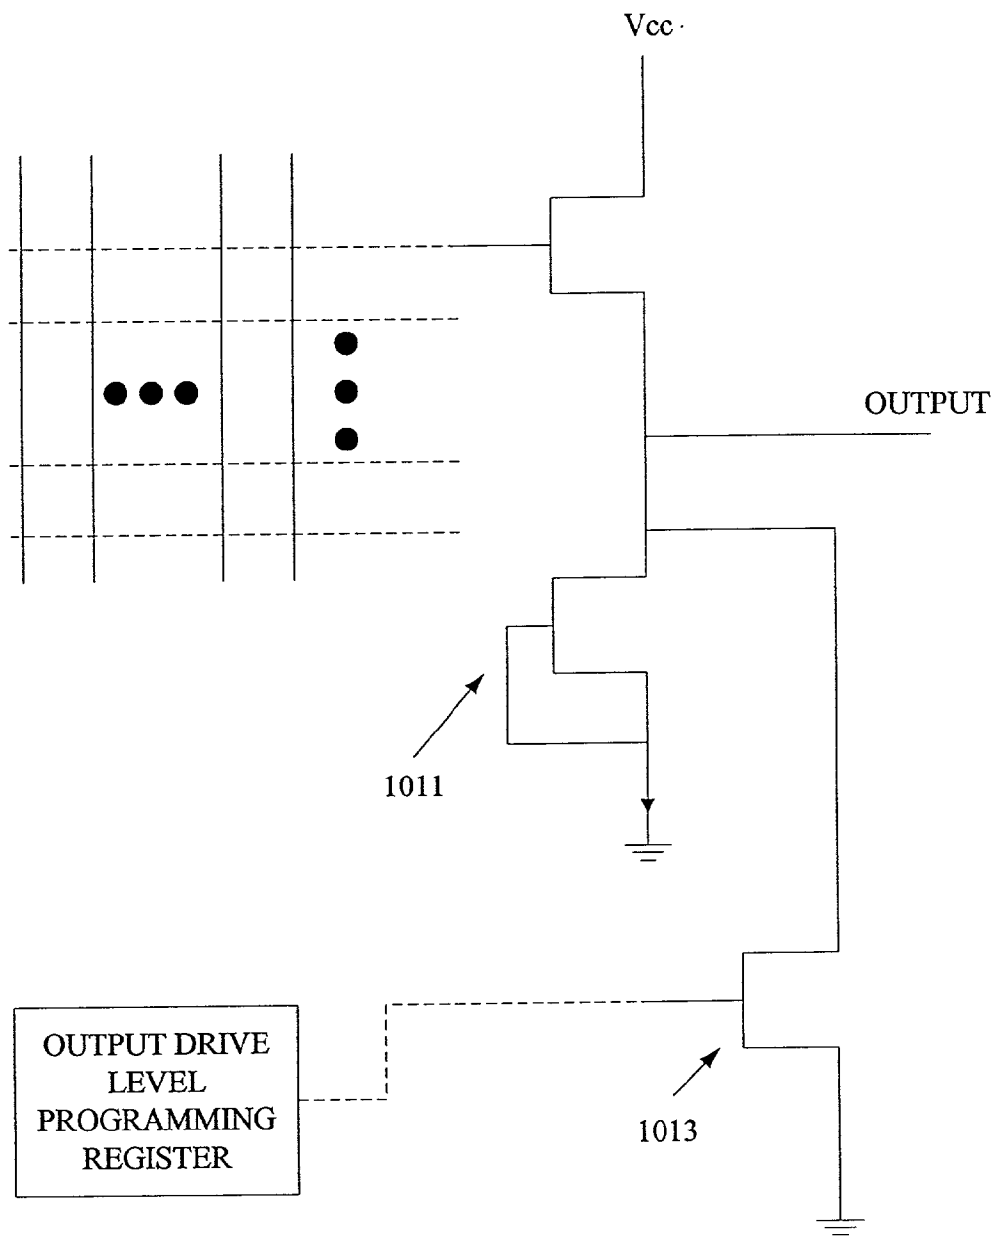 Vcc
OUTPUT
1011
OUTPUT DRIVE
LEVEL
PROGRAMMING
REGISTER
1013